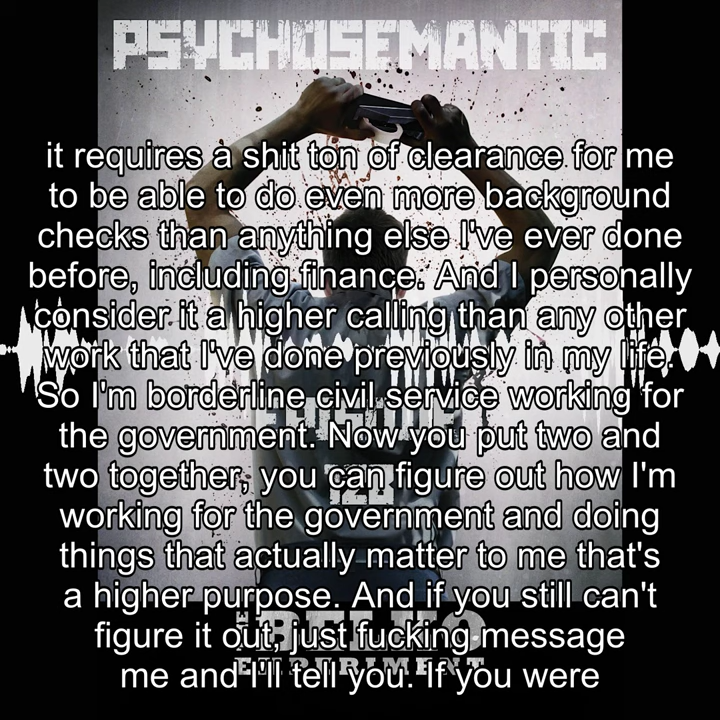 PSYCHOSEMANTIC
it requires a shit ton of clearance for me
to be able to do even more background
checks than anything else I've ever done
before, including finance. And I personally
consider it a higher calling than any other
work that I've done previously in my life.
So I'm borderline civil service working for
the government. Now you put two and
two together, you can figure out how I'm
working for the government and doing
things that actually matter to me that's
a higher purpose. And if you still can't
figure it out, just fucking message
me and I'll tell you. If you were
EPISODE
120
THE BELKO
EXPERIMENT